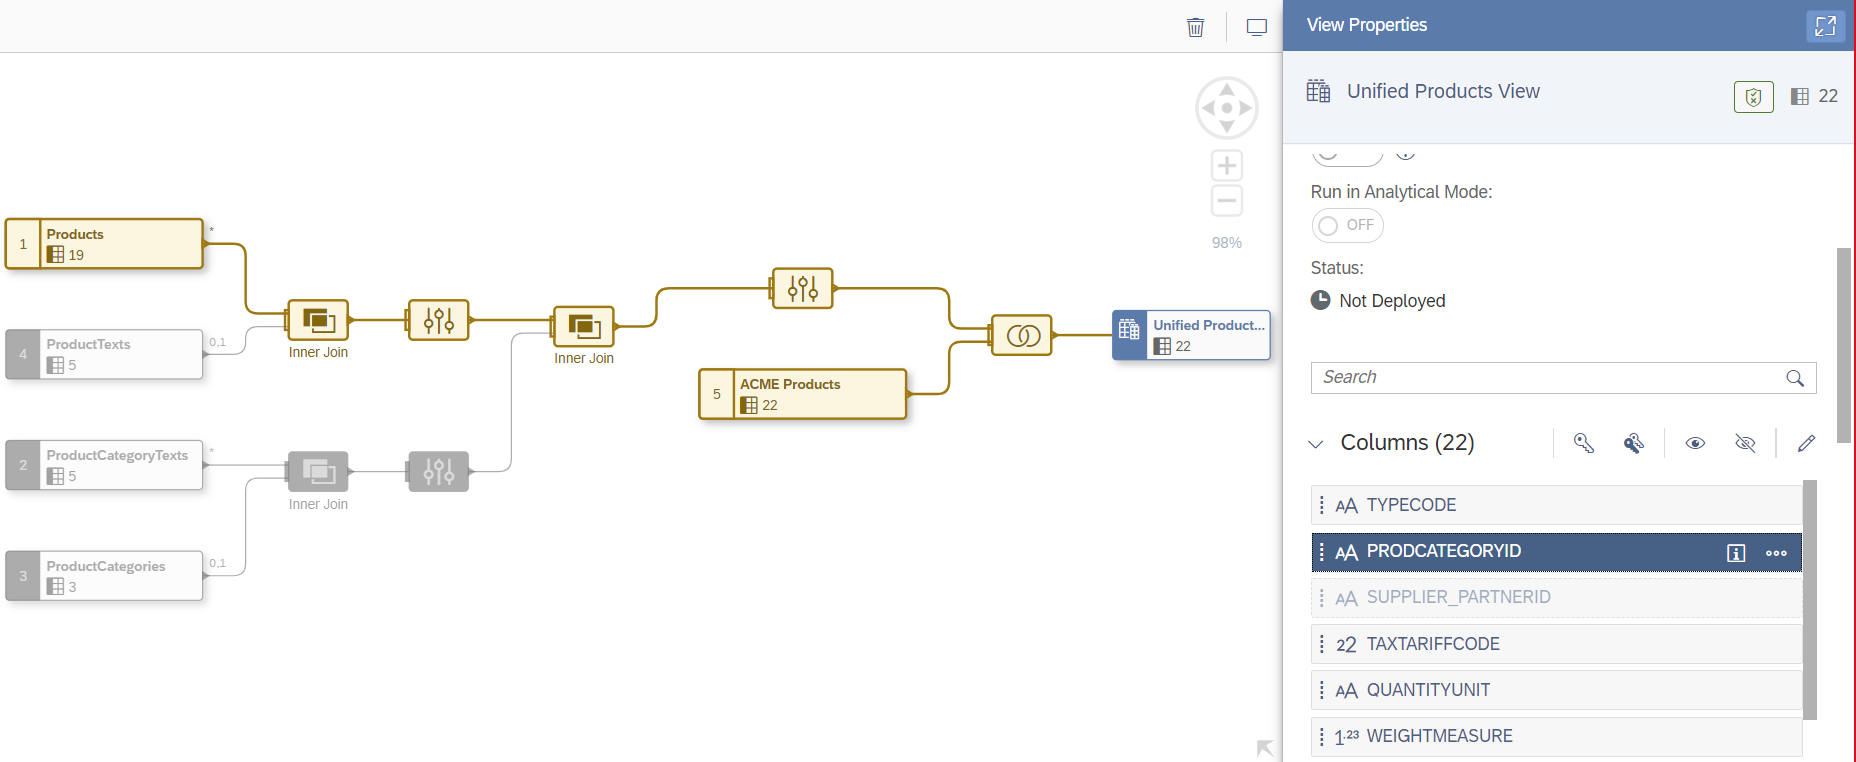 View Properties
Unified Products View
22
Run in Analytical Mode:
OFF
Status:
Not Deployed
Search
Columns (22)
AA TYPECODE
AA PRODCATEGORYID
AA SUPPLIER_PARTNERID
22 TAXTARIFFCODE
AA QUANTITYUNIT
1.23 WEIGHTMEASURE
98%
1
Products
19
*
4
ProductTexts
5
0,1
Inner Join
2
ProductCategoryTexts
5
*
Inner Join
3
ProductCategories
3
0,1
Inner Join
5
ACME Products
22
Unified Product...
22